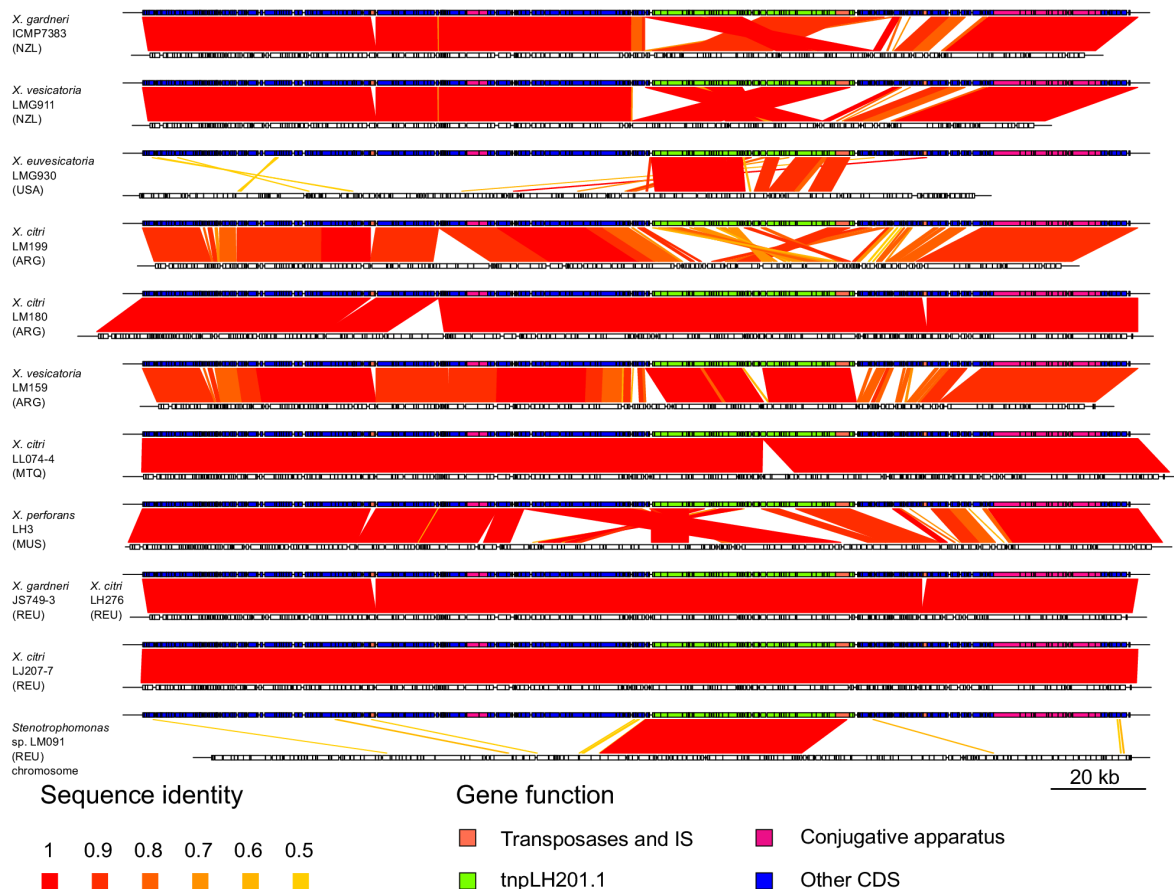 X. gardneri
ICMP7383
(NZL)
X. vesicatoria
LMG911
(NZL)
X. euvesicatoria
LMG930
(USA)
X. citri
LM199
(ARG)
X. citri
LM180
(ARG)
X. vesicatoria
LM159
(ARG)
X. citri
LL074-4
(MTQ)
X. perforans
LH3
(MUS)
X. gardneri X. citri
JS749-3 LH276
(REU) (REU)
X. citri
LJ207-7
(REU)
Stenotrophomonas
sp. LM091
(REU)
chromosome
20 kb
Sequence identity
1 0.9 0.8 0.7 0.6 0.5
Gene function
Transposases and IS
Conjugative apparatus
tnpLH201.1
Other CDS